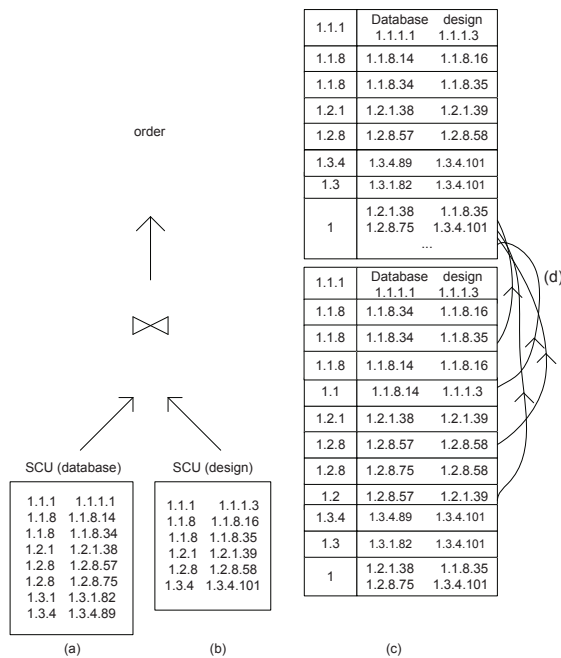 order
SCU (database)
1.1.1 1.1.1.1
1.1.8 1.1.8.14
1.1.8 1.1.8.34
1.2.1 1.2.1.38
1.2.8 1.2.8.57
1.2.8 1.2.8.75
1.3.1 1.3.1.82
1.3.4 1.3.4.89
(a)
SCU (design)
1.1.1 1.1.1.3
1.1.8 1.1.8.16
1.1.8 1.1.8.35
1.2.1 1.2.1.39
1.2.8 1.2.8.58
1.3.4 1.3.4.101
(b)
Database design
1.1.1 1.1.1.1 1.1.1.3
1.1.8 1.1.8.14 1.1.8.16
1.1.8 1.1.8.34 1.1.8.35
1.2.1 1.2.1.38 1.2.1.39
1.2.8 1.2.8.57 1.2.8.58
1.3.4 1.3.4.89 1.3.4.101
1.3 1.3.1.82 1.3.4.101
1.2.1.38 1.1.8.35
1 1.2.8.75 1.3.4.101
...
Database design
1.1.1 1.1.1.1 1.1.1.3
1.1.8 1.1.8.34 1.1.8.16
1.1.8 1.1.8.34 1.1.8.35
1.1.8 1.1.8.14 1.1.8.16
1.1 1.1.8.14 1.1.1.3
1.2.1 1.2.1.38 1.2.1.39
1.2.8 1.2.8.57 1.2.8.58
1.2.8 1.2.8.75 1.2.8.58
1.2 1.2.8.57 1.2.1.39
1.3.4 1.3.4.89 1.3.4.101
1.3 1.3.1.82 1.3.4.101
1 1.2.1.38 1.1.8.35
1.2.8.75 1.3.4.101
(c)
(d)